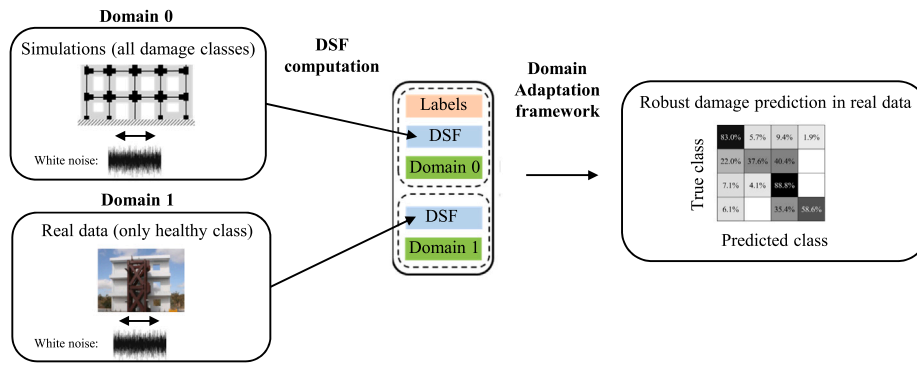 Domain 0
Simulations (all damage classes)
White noise:
Domain 1
Real data (only healthy class)
White noise:
DSF
computation
Labels
DSF
Domain 0
DSF
Domain 1
Domain
Adaptation
framework
Robust damage prediction in real data
True class
83.0% 5.7% 9.4% 1.9%
22.0% 37.6% 40.4%
7.1% 4.1% 88.8%
6.1% 35.4% 58.6%
Predicted class